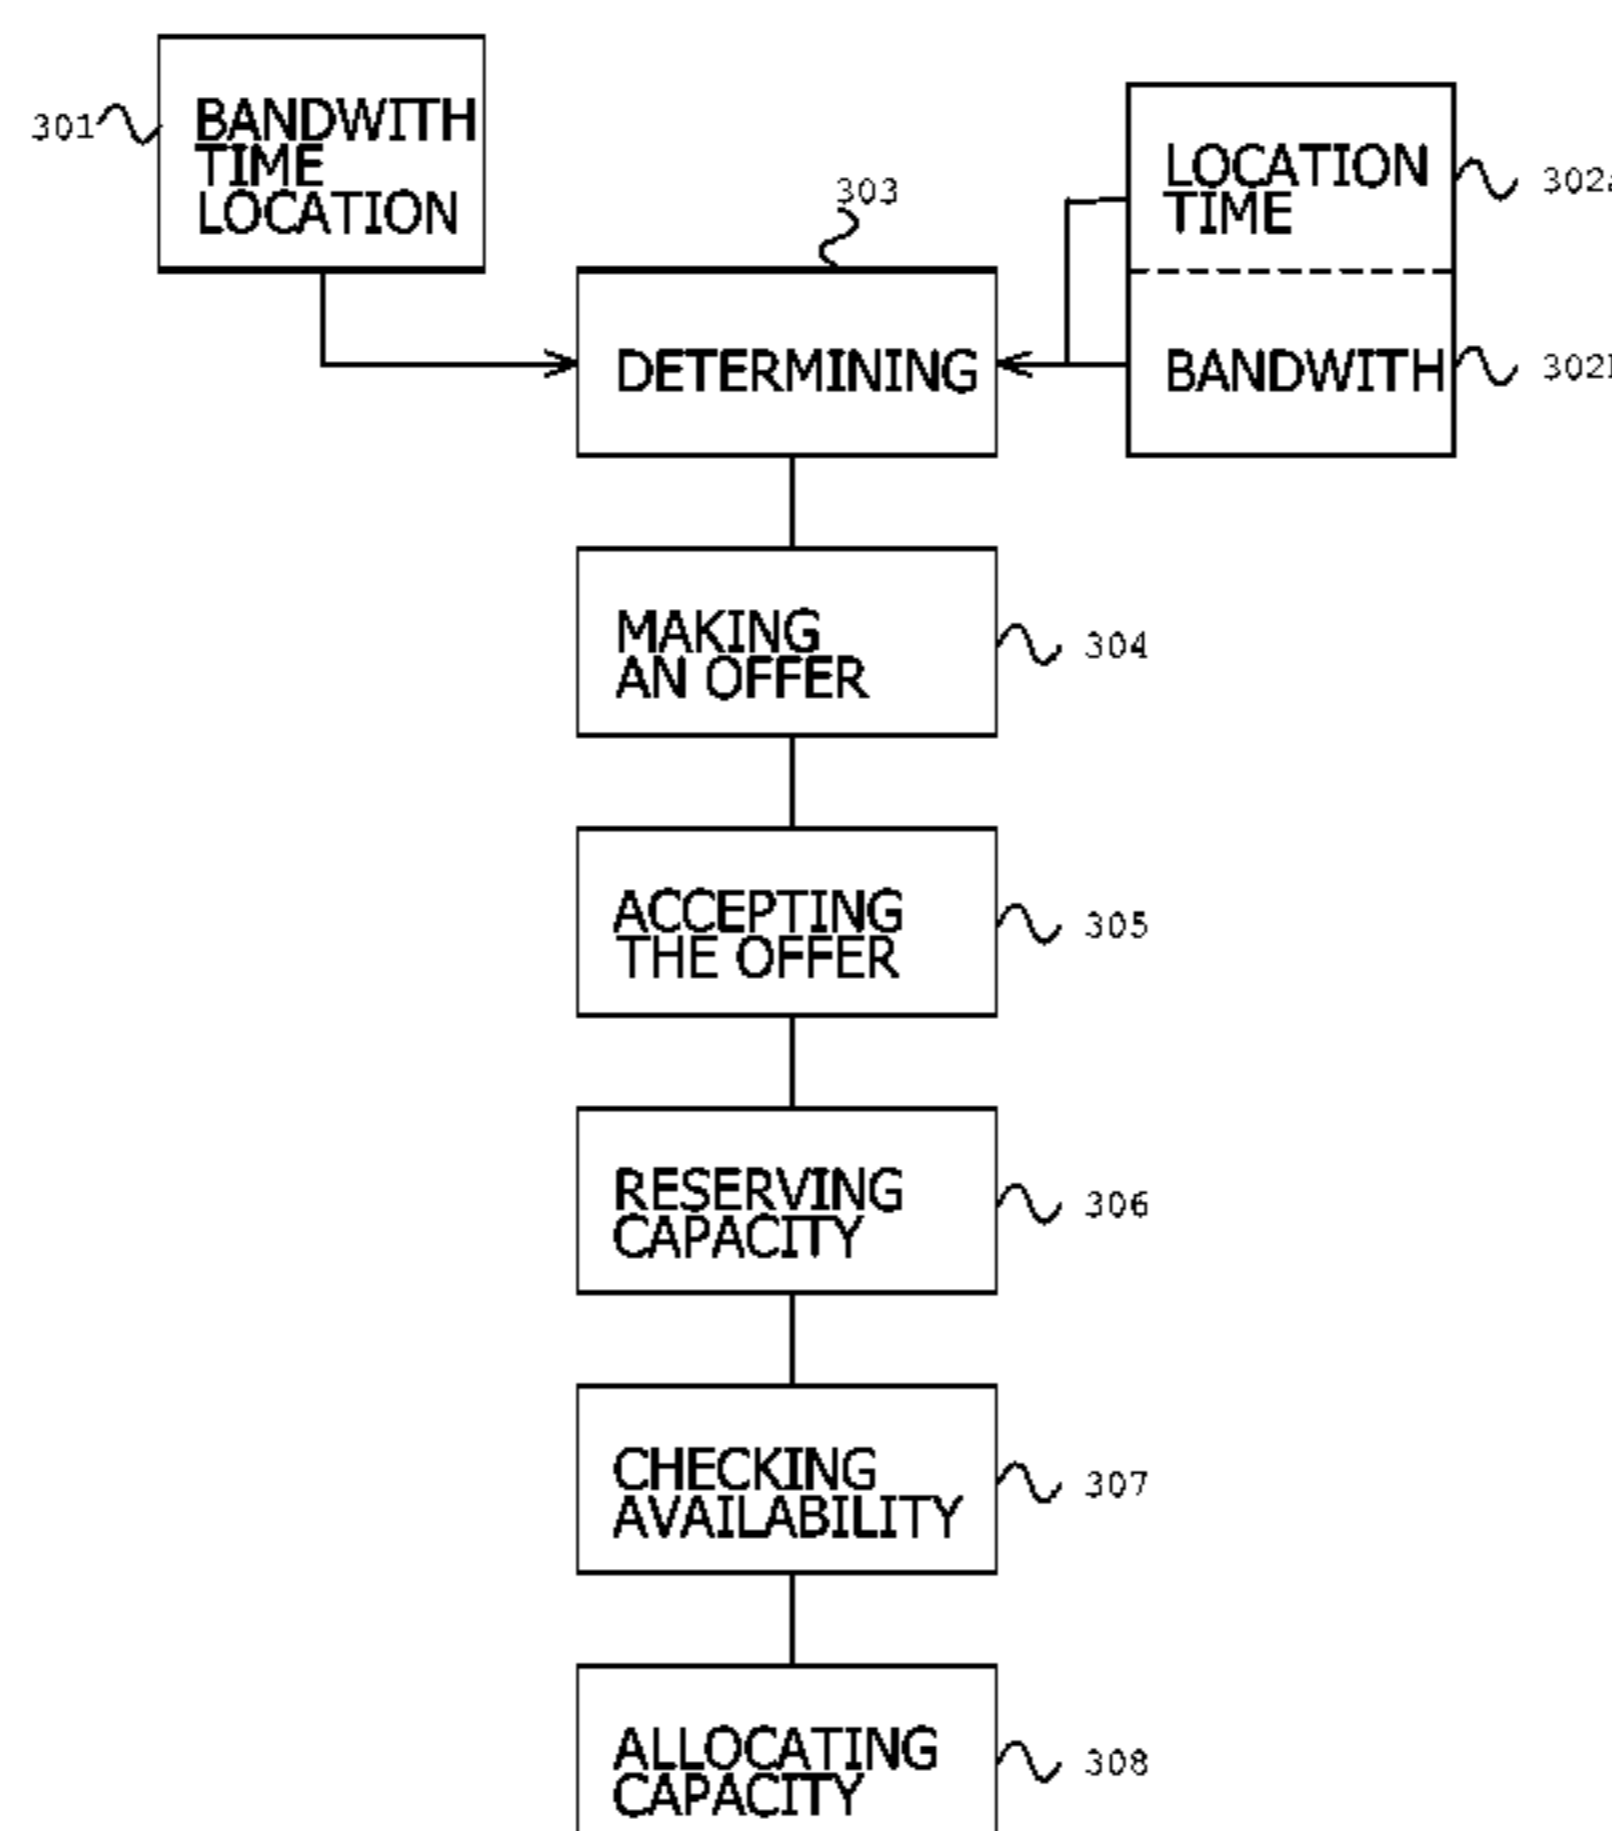 301
BANDWITH
TIME
LOCATION
303
LOCATION
TIME
302a
DETERMINING
BANDWITH
MAKING
AN OFFER
304
ACCEPTING
THE OFFER
305
RESERVING
CAPACITY
306
CHECKING
AVAILABILITY
307
ALLOCATING
CAPACITY
308